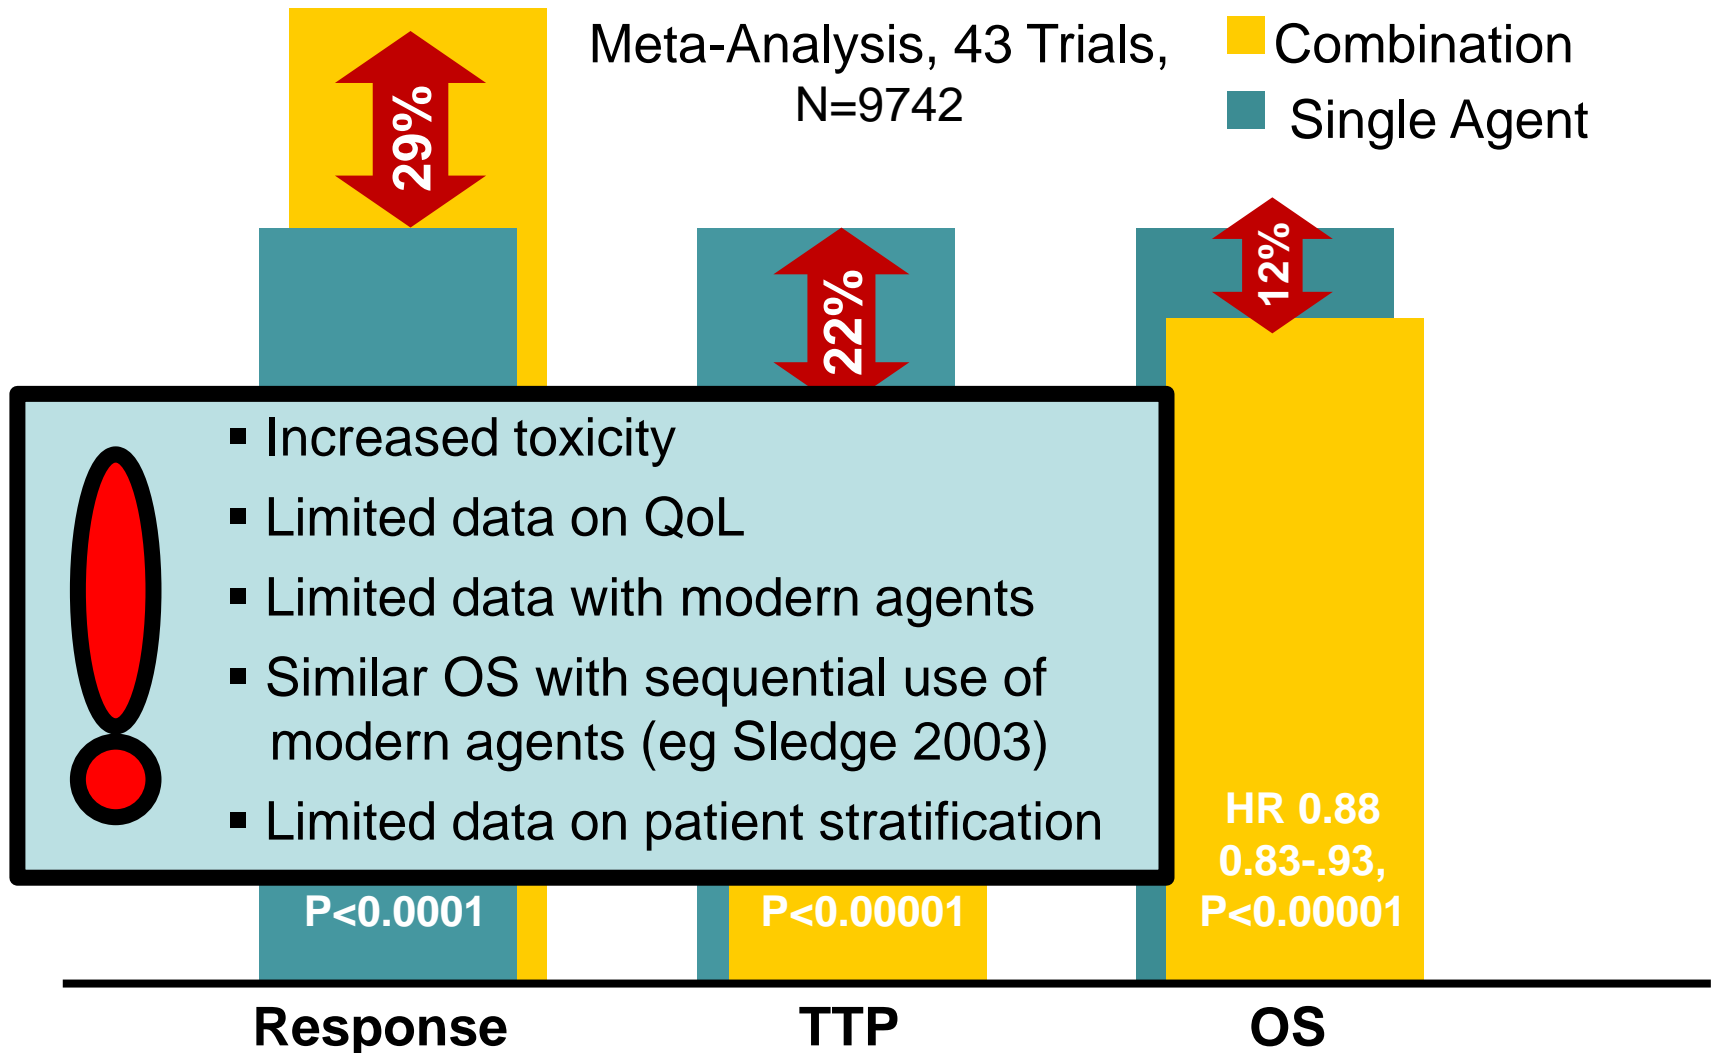 Meta-Analysis, 43 Trials,
N=9742
Combination
Single Agent
29%
22%
12%
▪ Increased toxicity
▪ Limited data on QoL
▪ Limited data with modern agents
▪ Similar OS with sequential use of
modern agents (eg Sledge 2003)
▪ Limited data on patient stratification
P<0.0001
P<0.00001
HR 0.88
0.83-.93,
P<0.00001
Response
TTP
OS